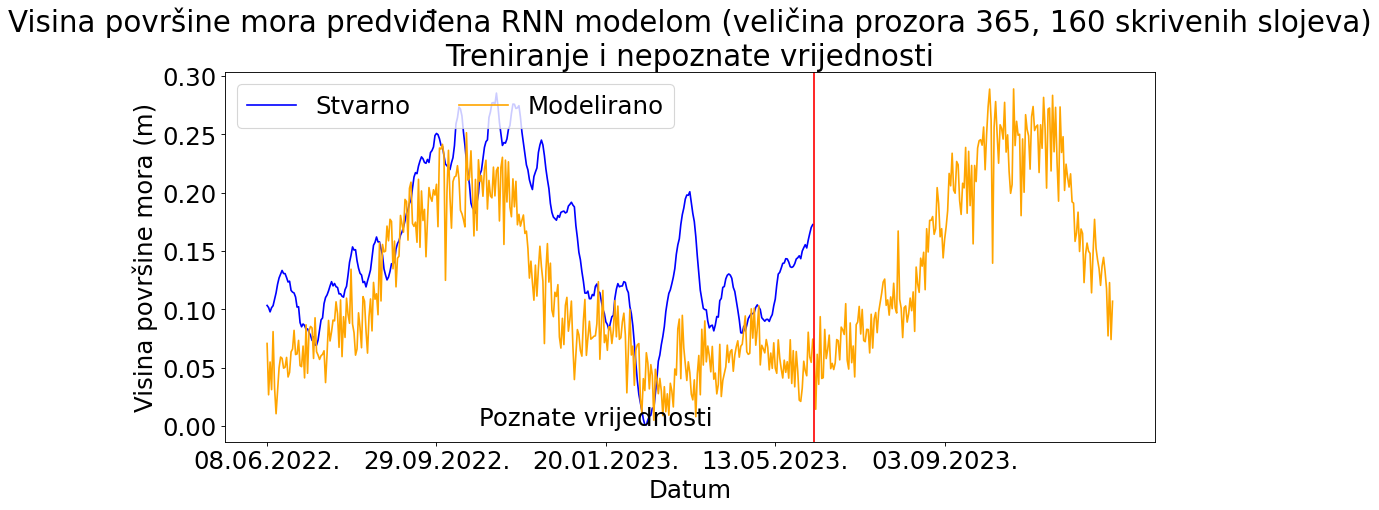 Visina površine mora predviđena RNN modelom (veličina prozora 365, 160 skrivenih slojeva)
Treniranje i nepoznate vrijednosti
Stvarno Modelirano
Visina površine mora (m)
0.30
0.25
0.20
0.15
0.10
0.05
0.00
Poznate vrijednosti
08.06.2022. 29.09.2022. 20.01.2023. 13.05.2023. 03.09.2023.
Datum